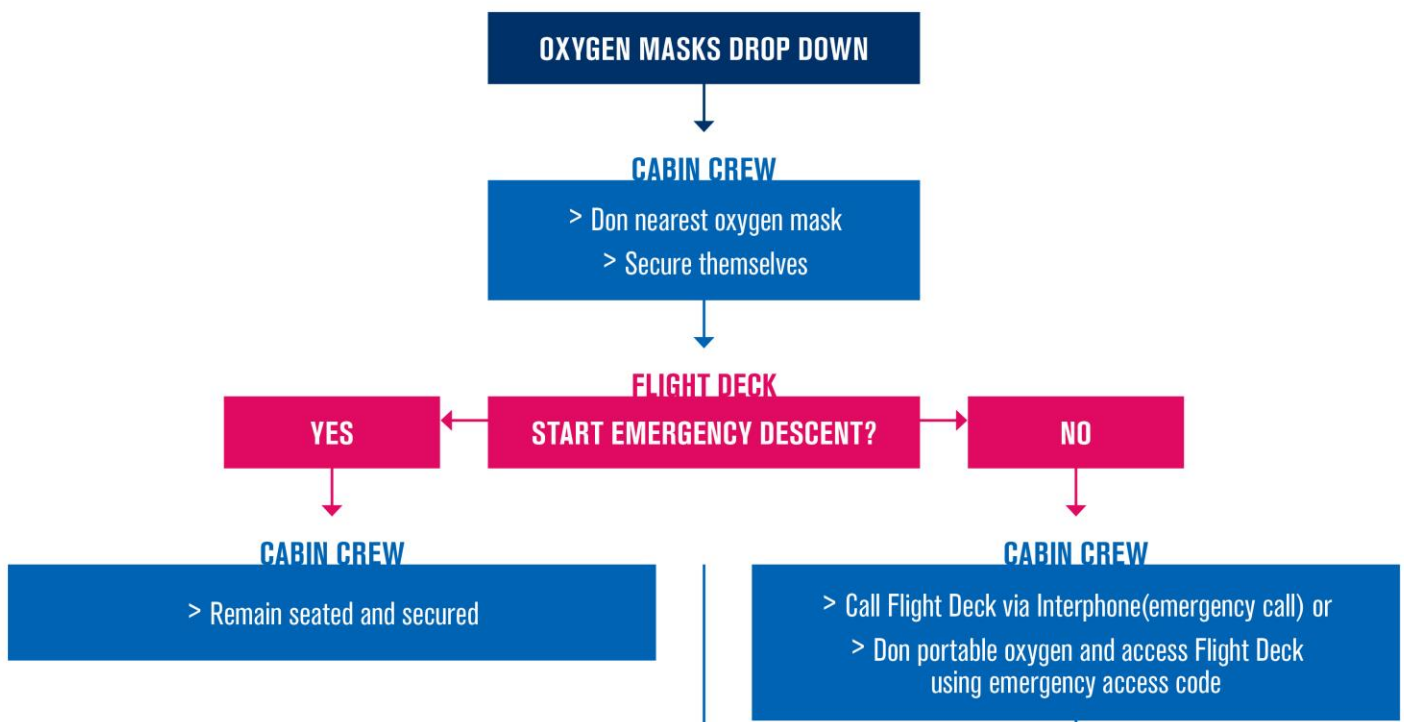 OXYGEN MASKS DROP DOWN
CABIN CREW
> Don nearest oxygen mask
> Secure themselves
FLIGHT DECK
YES
START EMERGENCY DESCENT?
NO
CABIN CREW
> Remain seated and secured
CABIN CREW
> Call Flight Deck via Interphone(emergency call) or
> Don portable oxygen and access Flight Deck
using emergency access code